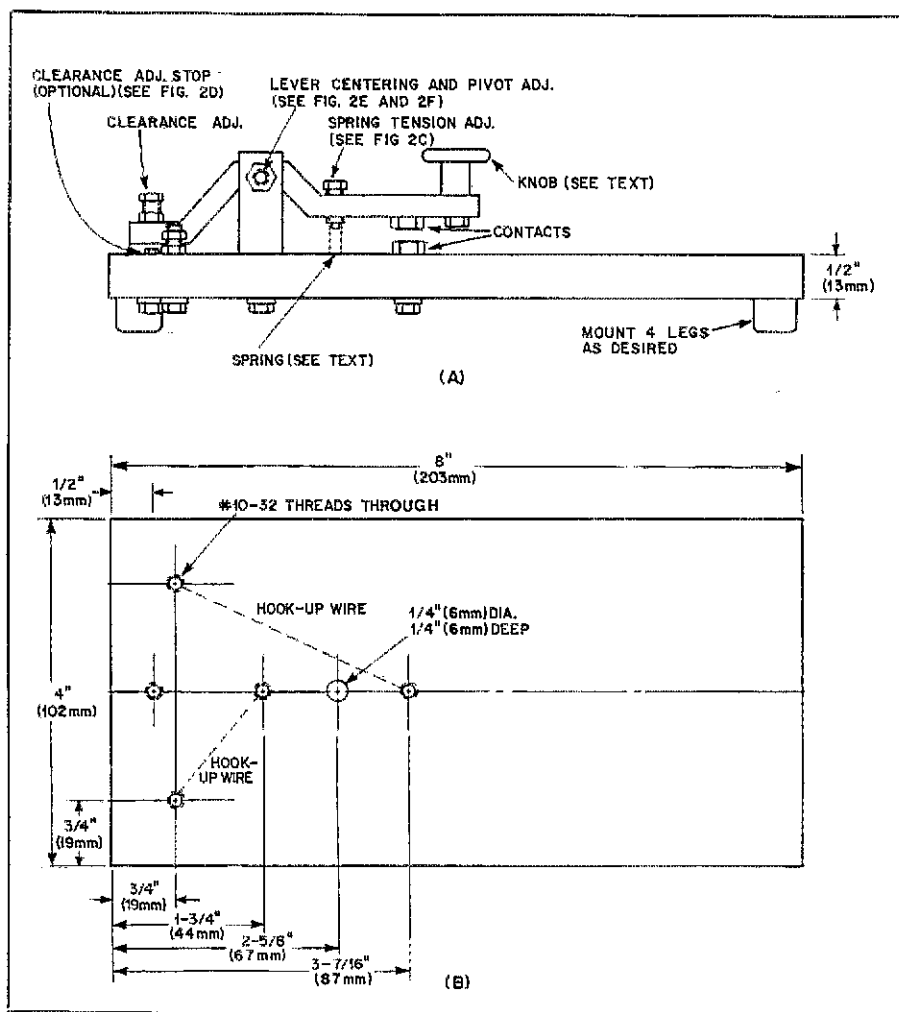 CLEARANCE ADJ. STOP
(OPTIONAL)(SEE FIG. 2D)
CLEARANCE ADJ.
LEVER CENTERING AND PIVOT ADJ.
(SEE FIG. 2E AND 2F)
SPRING TENSION ADJ.
(SEE FIG 2C)
KNOB (SEE TEXT)
CONTACTS
1/2"
(13mm)
MOUNT 4 LEGS
AS DESIRED
SPRING (SEE TEXT)
(A)
8"
(203mm)
1/2"
(13mm)
#10-32 THREADS THROUGH
HOOK-UP WIRE
1/4" (6mm) DIA.
1/4" (6mm) DEEP
4"
(102mm)
HOOK-
UP WIRE
3/4"
(19mm)
3/4"
(19mm)
1-3/4"
(44mm)
2-5/8"
(67mm)
3-7/16"
(87mm)
(B)